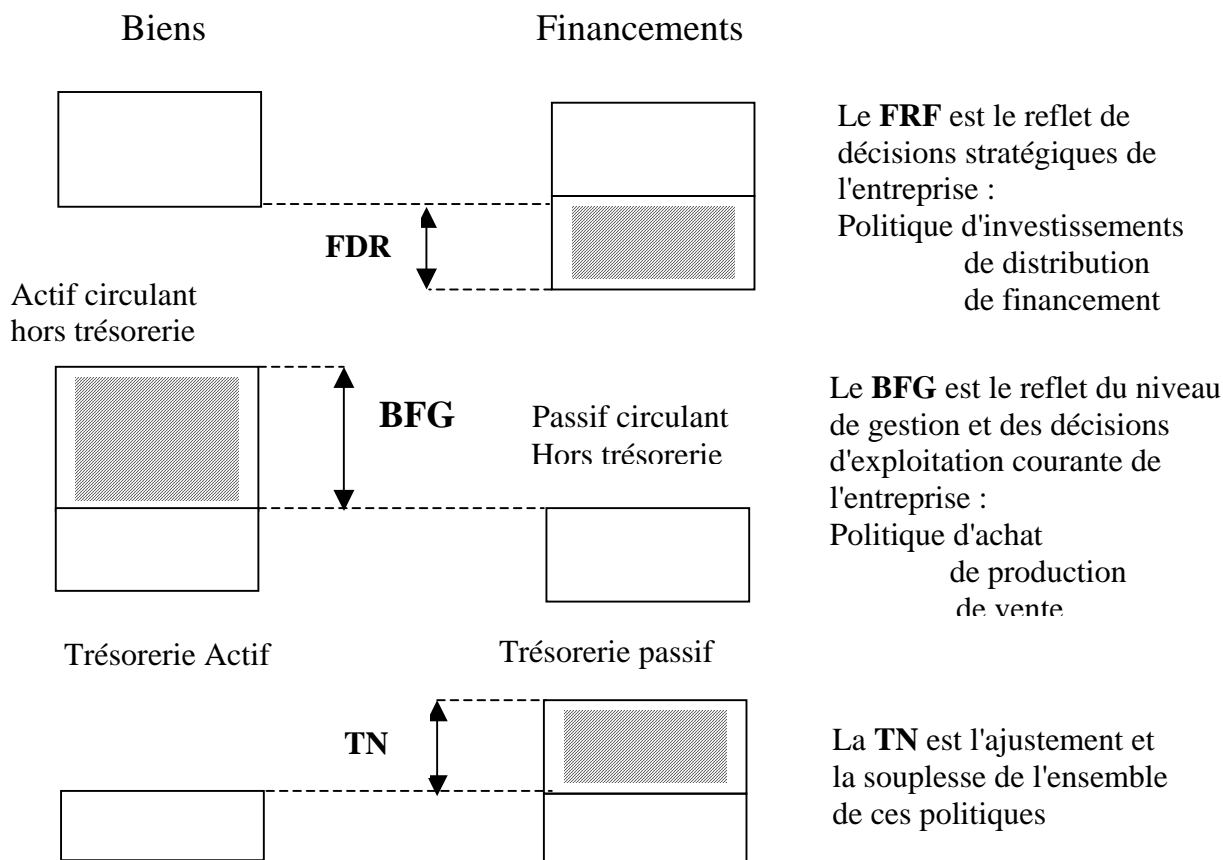 Biens
Financements
Le FRF est le reflet de
décisions stratégiques de
l'entreprise :
Politique d'investissements
de distribution
de financement
FDR
Actif circulant
hors trésorerie
BFG
Passif circulant
Hors trésorerie
Le BFG est le reflet du niveau
de gestion et des décisions
d'exploitation courante de
l'entreprise :
Politique d'achat
de production
de vente
Trésorerie Actif
Trésorerie passif
TN
La TN est l'ajustement et
la souplesse de l'ensemble
de ces politiques